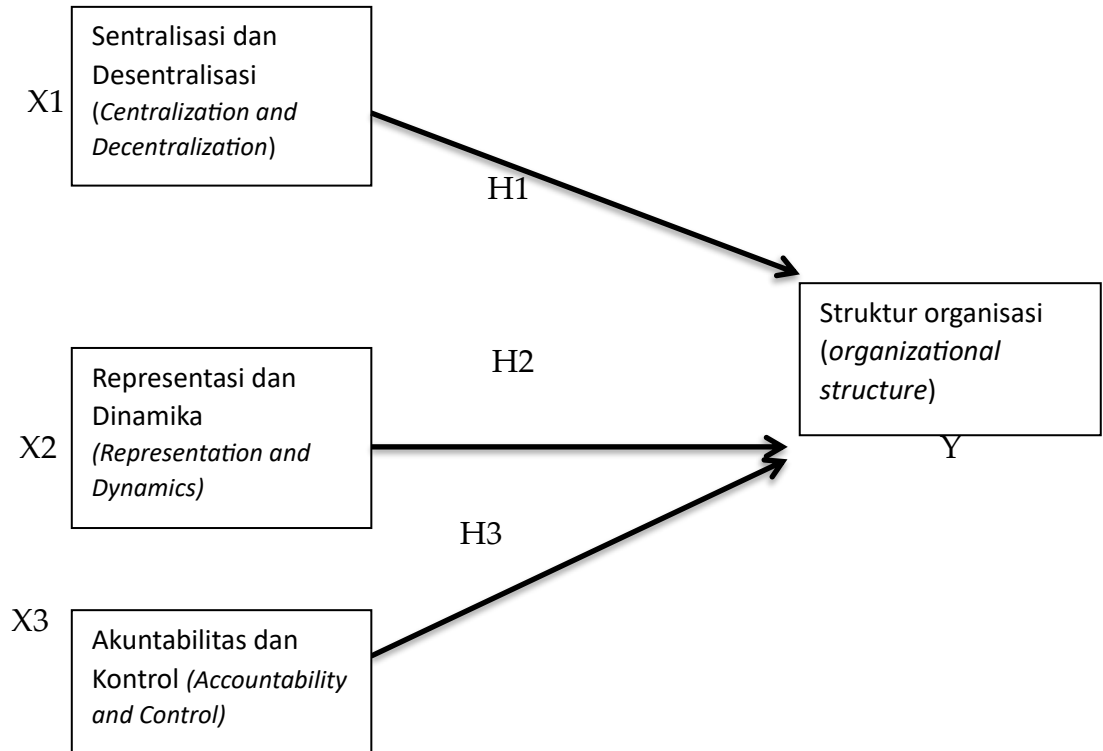 X1
Sentralisasi dan
Desentralisasi
(Centralization and
Decentralization)
H1
Struktur organisasi
(organizational
structure)
Y
H2
X2
Representasi dan
Dinamika
(Representation and
Dynamics)
H3
X3
Akuntabilitas dan
Kontrol (Accountability
and Control)